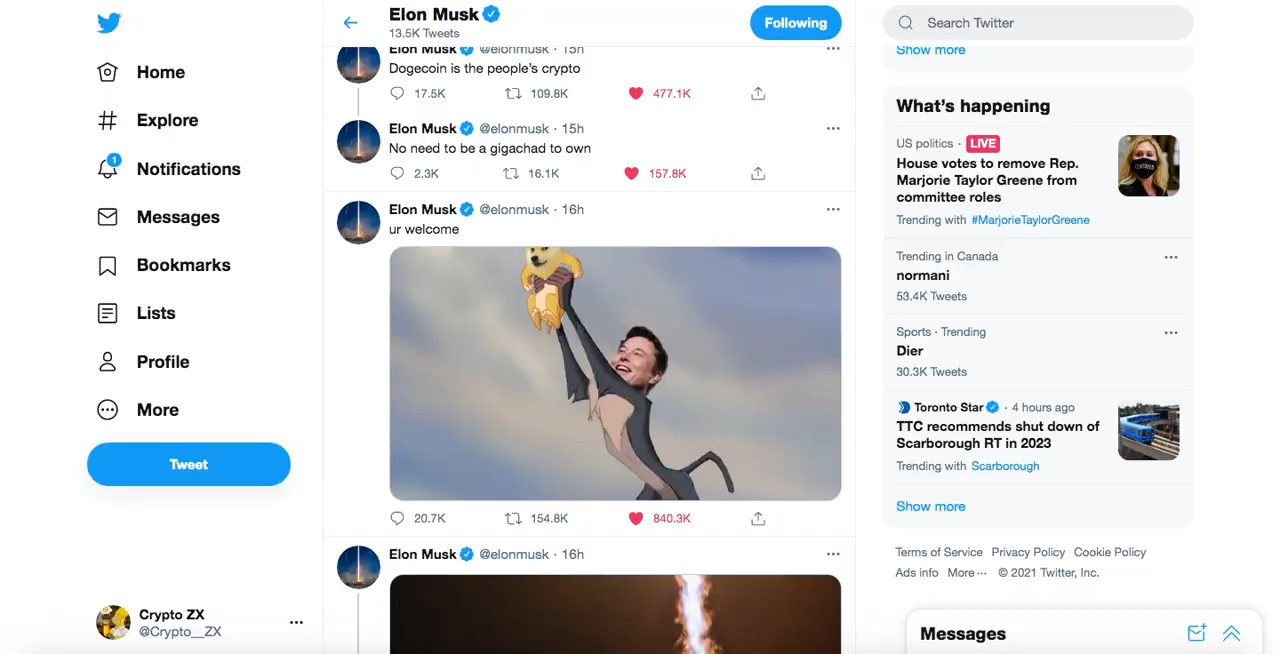 Home
Explore
1
Notifications
Messages
Bookmarks
Lists
Profile
More
Tweet
Crypto ZX
@Crypto__ZX
Elon Musk
13.5K Tweets
Following
Elon Musk @elonmusk · 15h
Dogecoin is the people's crypto
17.5K 109.8K 477.1K
Elon Musk @elonmusk · 15h
No need to be a gigachad to own
2.3K 16.1K 157.8K
Elon Musk @elonmusk · 16h
ur welcome
20.7K 154.8K 840.3K
Elon Musk @elonmusk · 16h
Search Twitter
Show more
What's happening
US politics · LIVE
House votes to remove Rep.
Marjorie Taylor Greene from
committee roles
Trending with #MarjorieTaylorGreene
CENSORED
Trending in Canada
normani
53.4K Tweets
Sports · Trending
Dier
30.3K Tweets
Toronto Star · 4 hours ago
TTC recommends shut down of
Scarborough RT in 2023
Trending with Scarborough
Show more
Terms of Service Privacy Policy Cookie Policy
Ads info More ··· © 2021 Twitter, Inc.
Messages